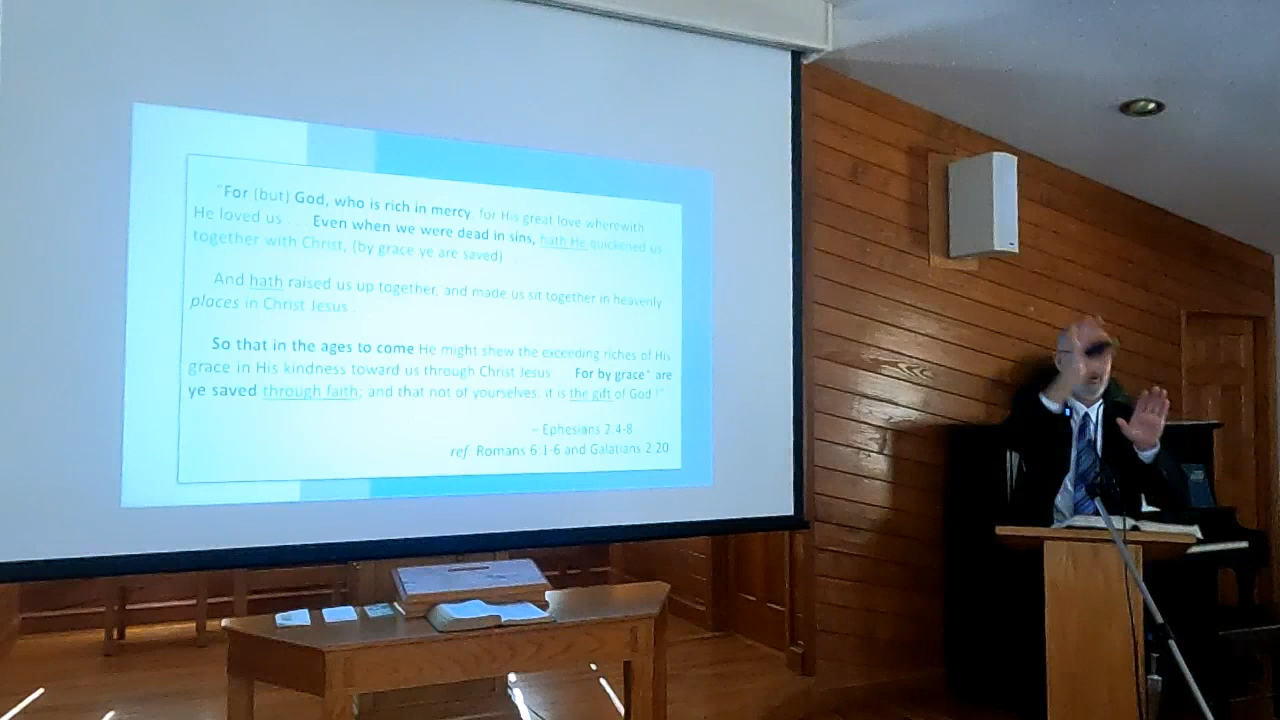 "For (but) God, who is rich in mercy, for His great love wherewith
He loved us . Even when we were dead in sins, hath He quickened us
together with Christ, (by grace ye are saved)
And hath raised us up together, and made us sit together in heavenly
places in Christ Jesus .
So that in the ages to come He might shew the exceeding riches of His
grace in His kindness toward us through Christ Jesus For by grace* are
ye saved through faith; and that not of yourselves, it is the gift of God !"
– Ephesians 2.4-8
ref. Romans 6:1-6 and Galatians 2:20